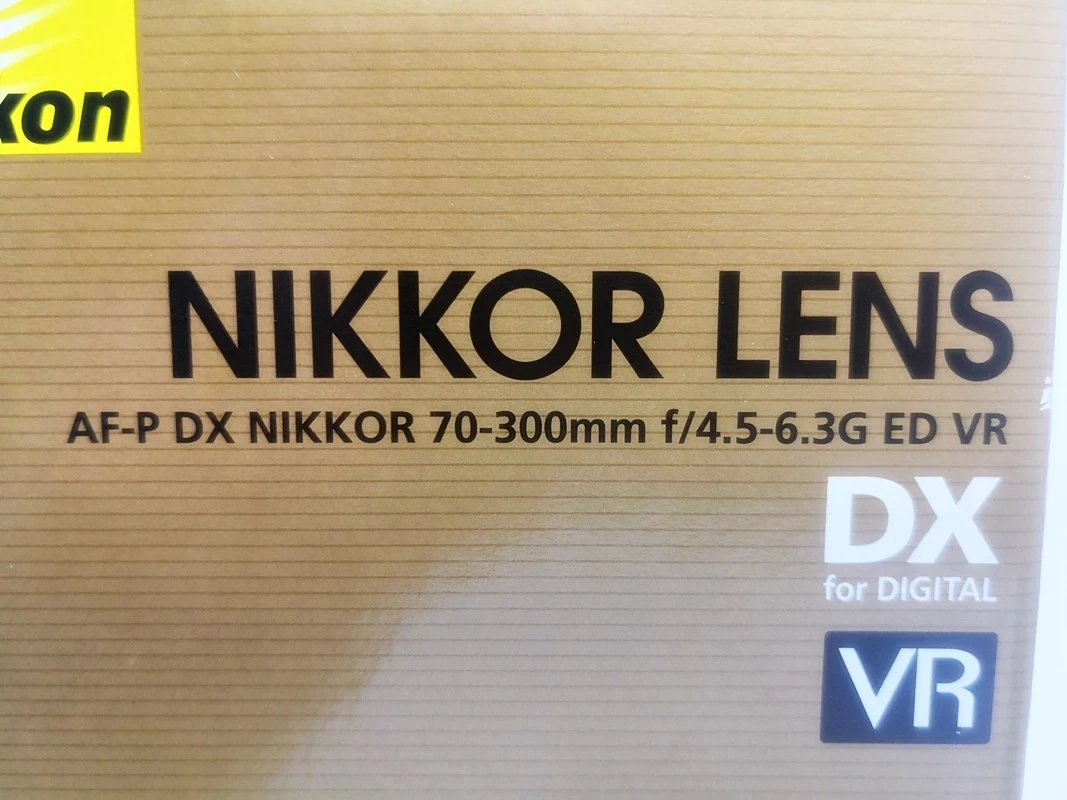 kon
NIKKOR LENS
AF-P DX NIKKOR 70-300mm f/4.5-6.3G ED VR
DX
for DIGITAL
VR